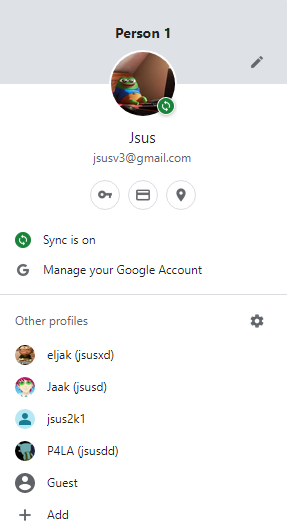 Person 1
Jsus
jsusv3@gmail.com
Sync is on
G Manage your Google Account
Other profiles
eljak (jsusxd)
Jaak (jsusd)
jsus2k1
P4LA (jsusdd)
Guest
Add